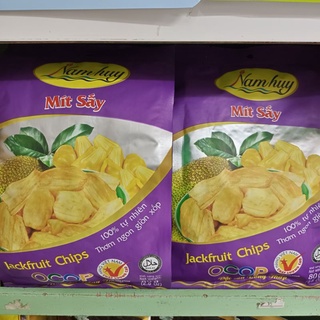 Nam huy
Mít Sấy
100% tự nhiên
Thơm ngon giòn xốp
Jackfruit Chips
OCOP
Nam huy
Mít Sấy
100% tự nhiên
Thơm ngon giòn xốp
Jackfruit Chips
OCOP